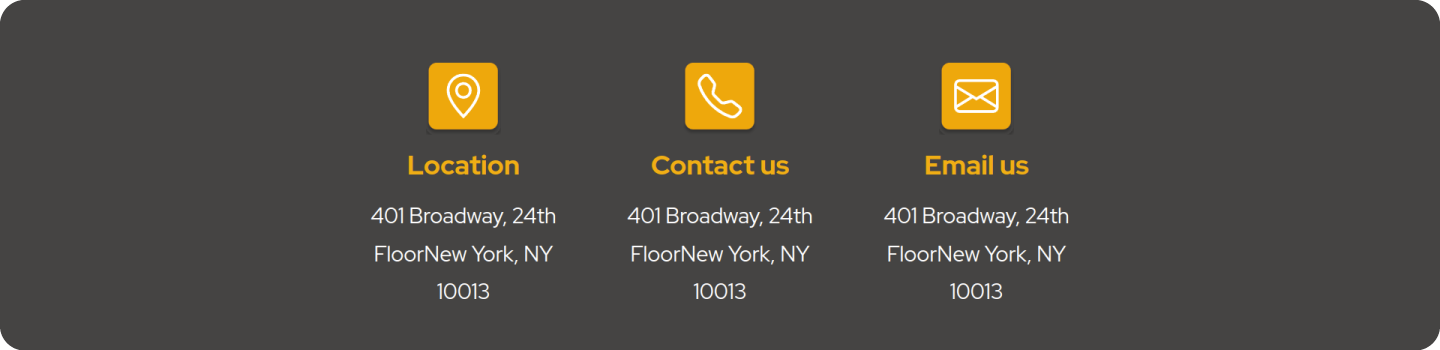 Location
401 Broadway, 24th
FloorNew York, NY
10013
Contact us
401 Broadway, 24th
FloorNew York, NY
10013
Email us
401 Broadway, 24th
FloorNew York, NY
10013